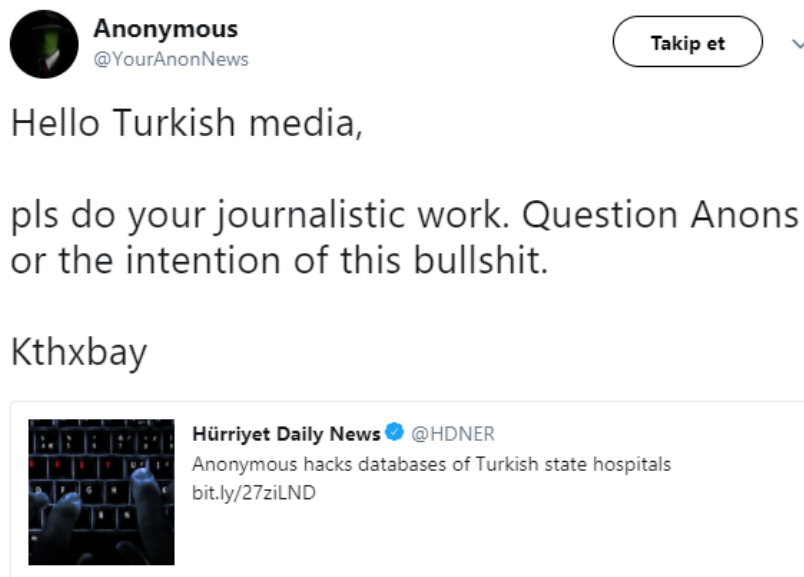 Anonymous
@YourAnonNews
Takip et
Hello Turkish media,
pls do your journalistic work. Question Anons
or the intention of this bullshit.
Kthxbay
Hürriyet Daily News @HDNER
Anonymous hacks databases of Turkish state hospitals
bit.ly/27ziLND